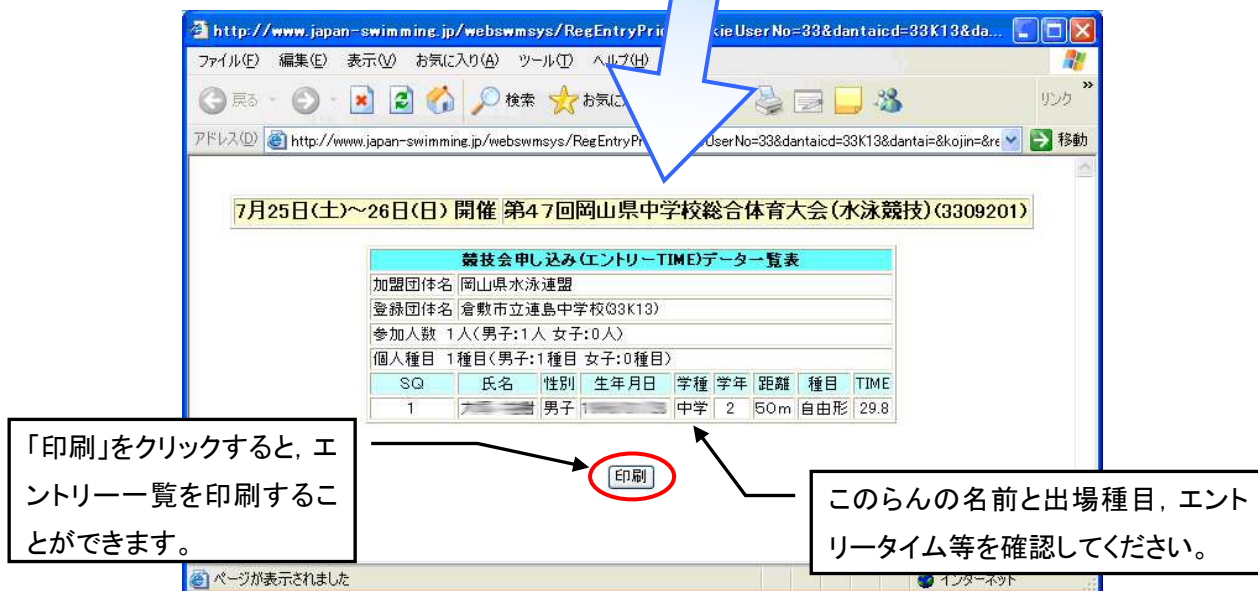 http://www.japan-swimming.jp/webswmsys/RegEntryPri kieUserNo=33&dantaicd=33K13&da...
ファイル(F) 編集(E) 表示(V) お気に入り(A) ツール(T) ヘルプ(H)
戻る 検索 お気に リンク
アドレス(D) http://www.japan-swimming.jp/webswmsys/RegEntryPr UserNo=33&dantaicd=33K13&dantai=&kojin=&re 移動
7月25日(土)～26日(日) 開催 第47回岡山県中学校総合体育大会(水泳競技)(3309201)
競技会申し込み(エントリーTIME)データ一覧表
加盟団体名 岡山県水泳連盟
登録団体名 倉敷市立連島中学校(33K13)
参加人数 1人(男子:1人 女子:0人)
個人種目 1種目(男子:1種目 女子:0種目)
SQ 氏名 性別 生年月日 学種 学年 距離 種目 TIME
1 男子 中学 2 50m 自由形 29.8
印刷
「印刷」をクリックすると，エ
ントリー一覧を印刷するこ
とができます。
このらんの名前と出場種目，エント
リータイム等を確認してください。
ページが表示されました インターネット